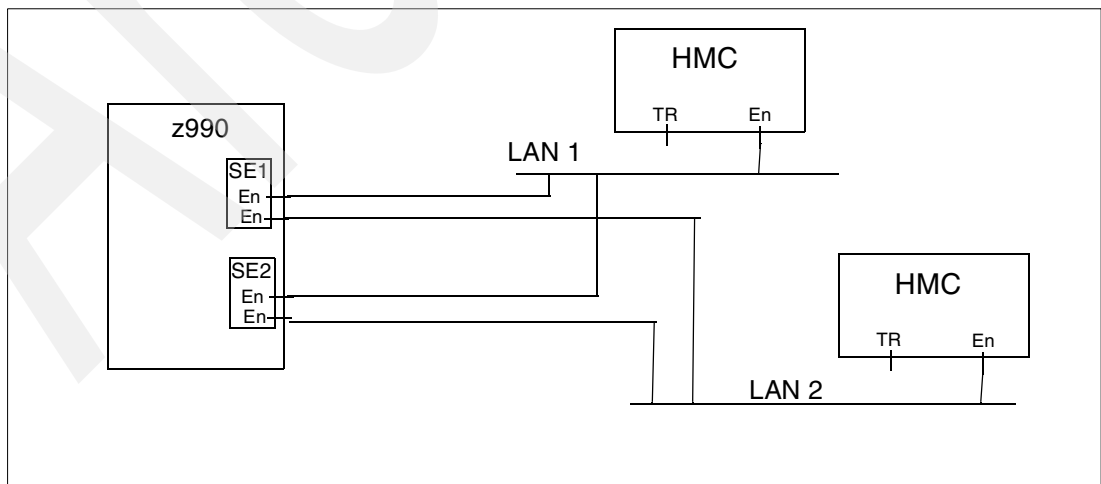 HMC
TR En
z990
LAN 1
SE1
En
En
SE2
En
En
HMC
TR En
LAN 2